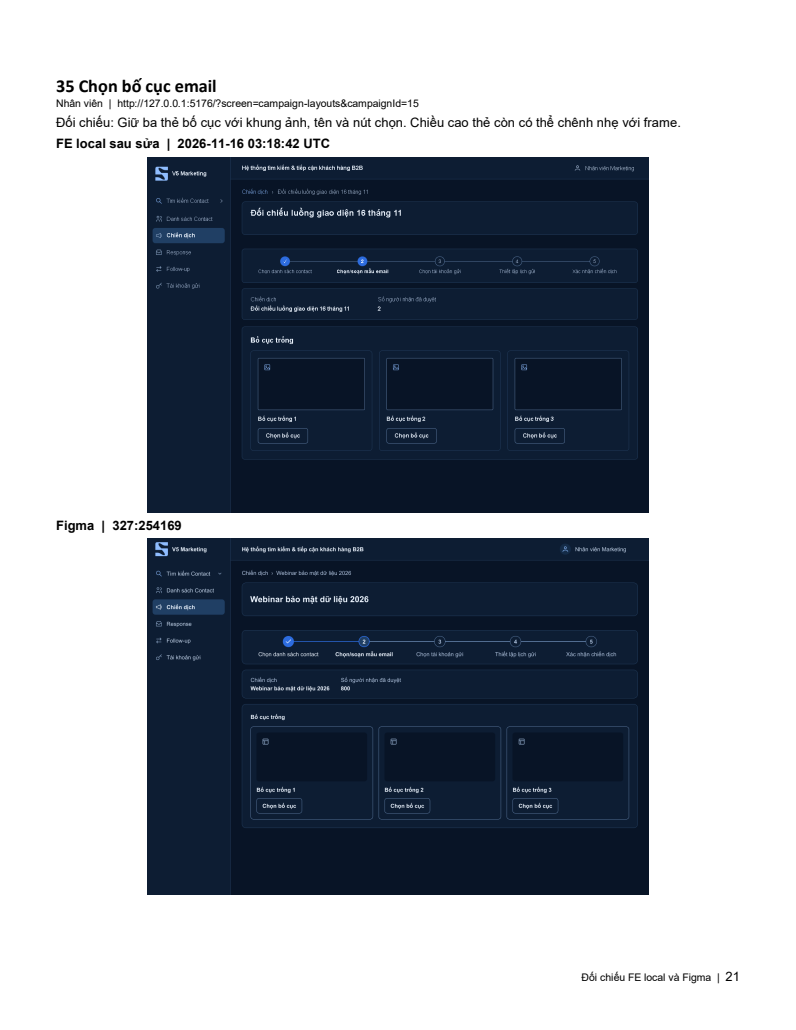 35 Chọn bố cục email
Nhân viên | http://127.0.0.1:5176/?screen=campaign-layouts&campaignId=15
Đối chiếu: Giữ ba thẻ bố cục với khung ảnh, tên và nút chọn. Chiều cao thẻ còn có thể chênh nhẹ với frame.
FE local sau sửa | 2026-11-16 03:18:42 UTC
V5 Marketing
Hệ thống tìm kiếm & tiếp cận khách hàng B2B
Nhân viên Marketing
Tìm kiếm Contact
Danh sách Contact
Chiến dịch
Response
Follow-up
Tài khoản gửi
Chiến dịch › Đối chiếu luồng giao diện 16 tháng 11
Đối chiếu luồng giao diện 16 tháng 11
2 3 4 5
Chọn danh sách contact Chọn/soạn mẫu email Chọn tài khoản gửi Thiết lập lịch gửi Xác nhận chiến dịch
Chiến dịch Số người nhận đã duyệt
Đối chiếu luồng giao diện 16 tháng 11 2
Bố cục trống
Bố cục trống 1 Bố cục trống 2 Bố cục trống 3
Chọn bố cục Chọn bố cục Chọn bố cục
Figma | 327:254169
V5 Marketing
Hệ thống tìm kiếm & tiếp cận khách hàng B2B
Nhân viên Marketing
Tìm kiếm Contact
Danh sách Contact
Chiến dịch
Response
Follow-up
Tài khoản gửi
Chiến dịch › Webinar bảo mật dữ liệu 2026
Webinar bảo mật dữ liệu 2026
2 3 4 5
Chọn danh sách contact Chọn/soạn mẫu email Chọn tài khoản gửi Thiết lập lịch gửi Xác nhận chiến dịch
Chiến dịch Số người nhận đã duyệt
Webinar bảo mật dữ liệu 2026 800
Bố cục trống
Bố cục trống 1 Bố cục trống 2 Bố cục trống 3
Chọn bố cục Chọn bố cục Chọn bố cục
Đối chiếu FE local và Figma | 21